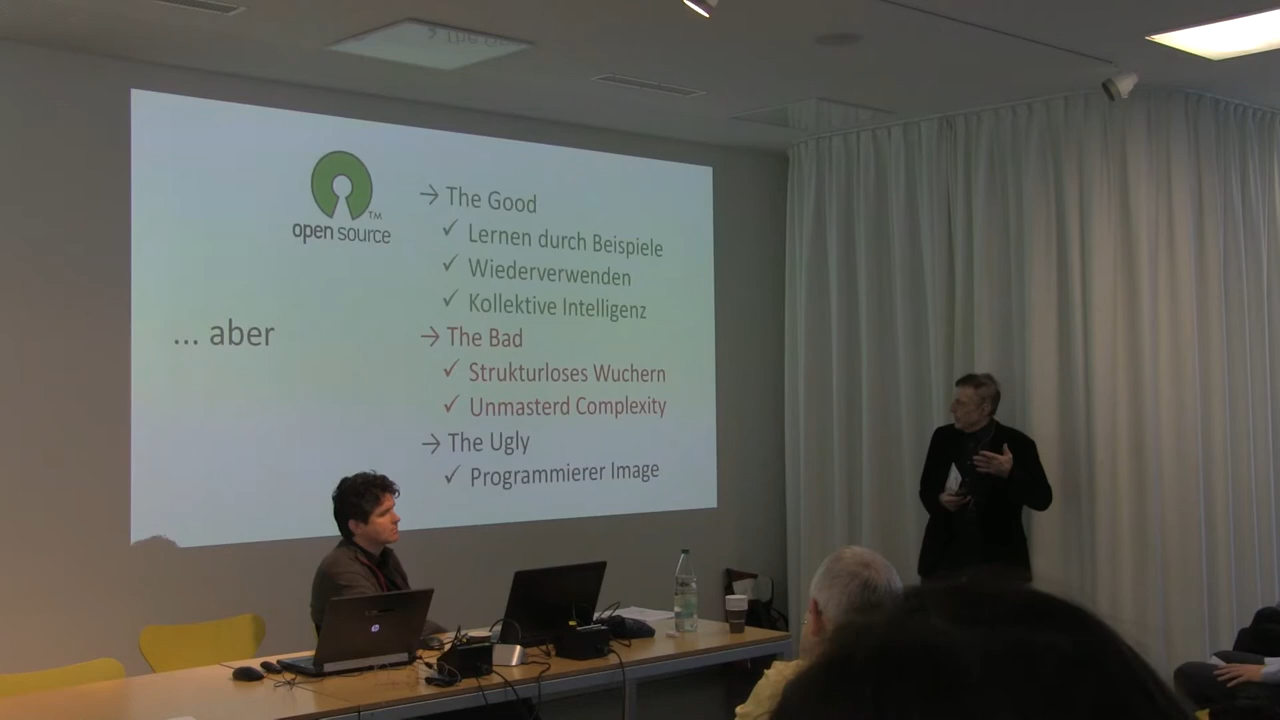 TM
open source
... aber
→ The Good
✓ Lernen durch Beispiele
✓ Wiederverwenden
✓ Kollektive Intelligenz
→ The Bad
✓ Strukturloses Wuchern
✓ Unmasterd Complexity
→ The Ugly
✓ Programmierer Image